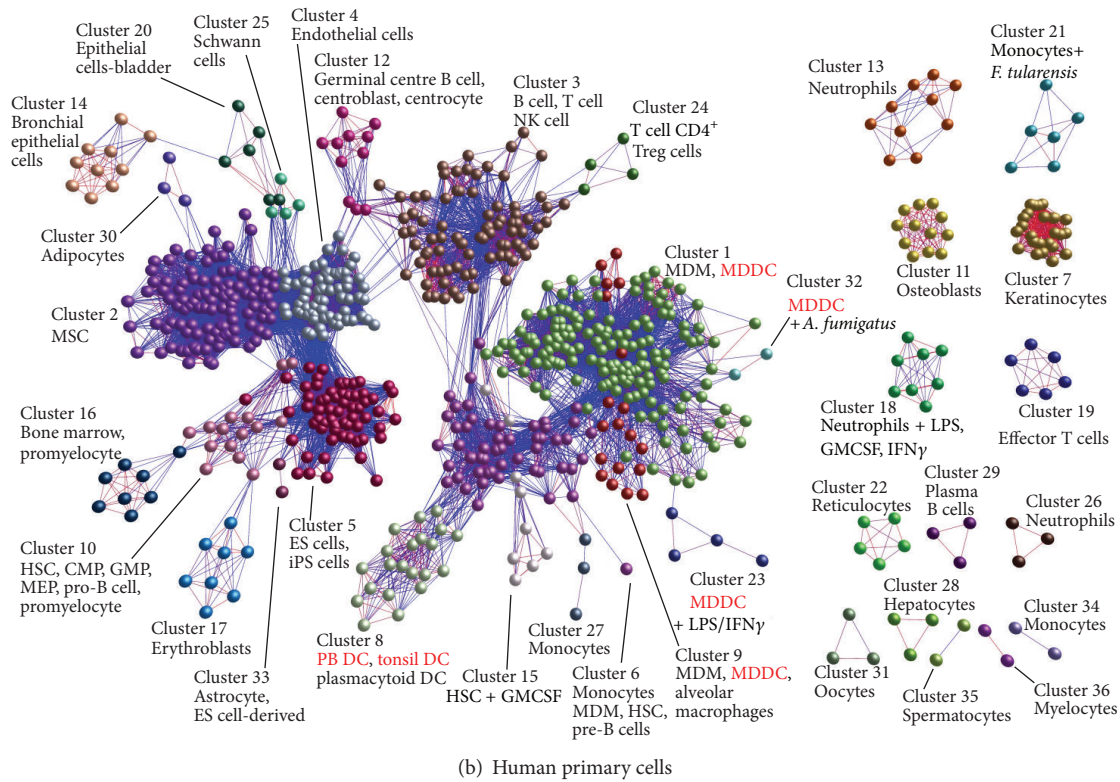 Cluster 4
Endothelial cells
Cluster 20
Epithelial
cells-bladder
Cluster 25
Schwann
cells
Cluster 12
Germinal centre B cell,
centroblast, centrocyte
Cluster 3
B cell, T cell
NK cell
Cluster 24
T cell CD4+
Treg cells
Cluster 14
Bronchial
epithelial
cells
Cluster 30
Adipocytes
Cluster 2
MSC
Cluster 1
MDM, MDDC
Cluster 32
MDDC
+ A. fumigatus
Cluster 16
Bone marrow,
promyelocyte
Cluster 10
HSC, CMP, GMP,
MEP, pro-B cell,
promyelocyte
Cluster 17
Erythroblasts
Cluster 33
Astrocyte,
ES cell-derived
Cluster 5
ES cells,
iPS cells
Cluster 8
PB DC, tonsil DC
plasmacytoid DC
Cluster 15
HSC + GMCSF
Cluster 27
Monocytes
Cluster 6
Monocytes
MDM, HSC,
pre-B cells
Cluster 9
MDM, MDDC,
alveolar
macrophages
Cluster 23
MDDC
+ LPS/IFNγ
Cluster 13
Neutrophils
Cluster 21
Monocytes+
F. tularensis
Cluster 11
Osteoblasts
Cluster 7
Keratinocytes
Cluster 18
Neutrophils + LPS,
GMCSF, IFNγ
Cluster 19
Effector T cells
Cluster 22
Reticulocytes
Cluster 29
Plasma
B cells
Cluster 26
Neutrophils
Cluster 28
Hepatocytes
Cluster 34
Monocytes
Cluster 31
Oocytes
Cluster 35
Spermatocytes
Cluster 36
Myelocytes
(b) Human primary cells